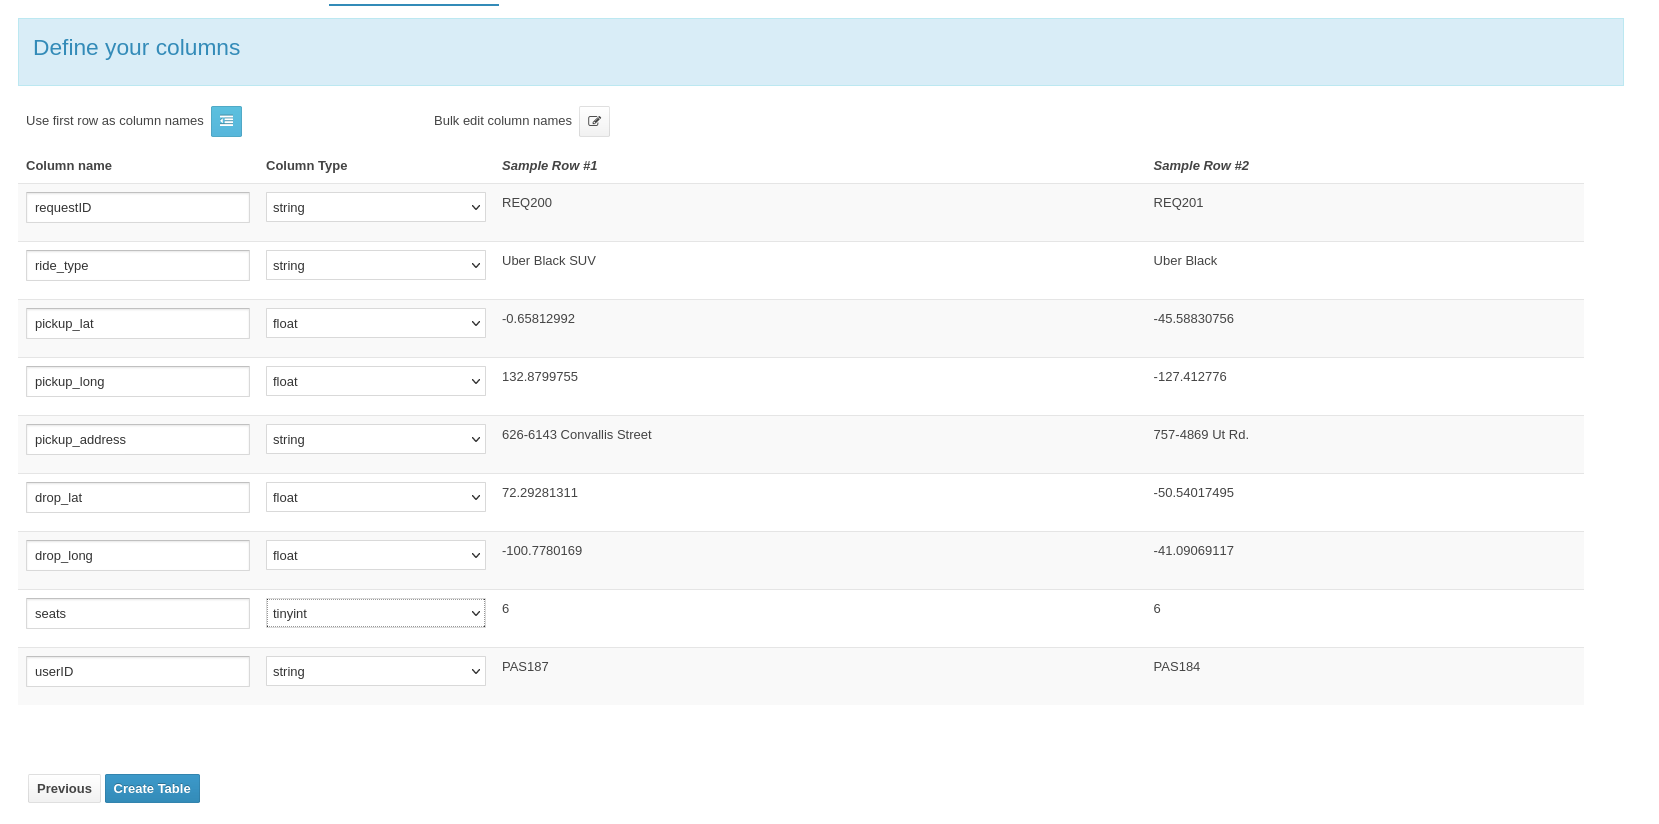 Define your columns
Use first row as column names Bulk edit column names
Column name Column Type Sample Row #1 Sample Row #2
requestID string REQ200 REQ201
ride_type string Uber Black SUV Uber Black
pickup_lat float -0.65812992 -45.58830756
pickup_long float 132.8799755 -127.412776
pickup_address string 626-6143 Convallis Street 757-4869 Ut Rd.
drop_lat float 72.29281311 -50.54017495
drop_long float -100.7780169 -41.09069117
seats tinyint 6 6
userID string PAS187 PAS184
Previous Create Table